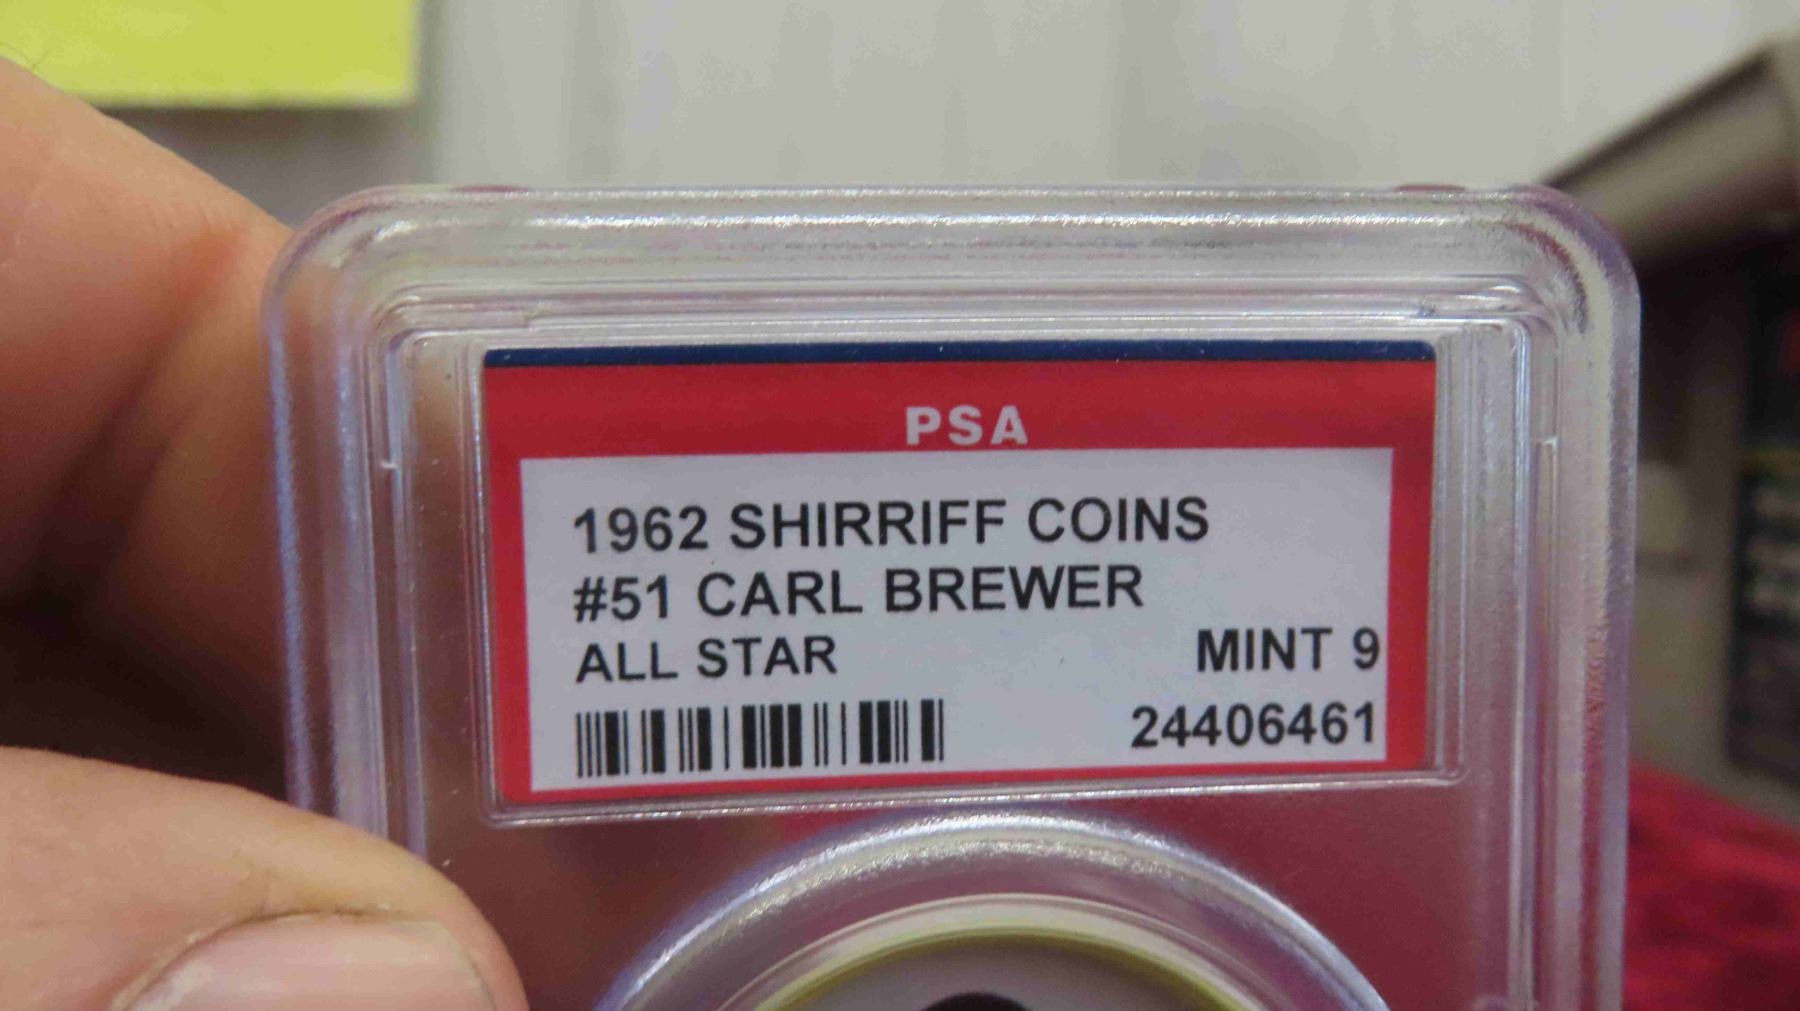 PSA
1962 SHIRRIFF COINS
#51 CARL BREWER
ALL STAR MINT 9
24406461